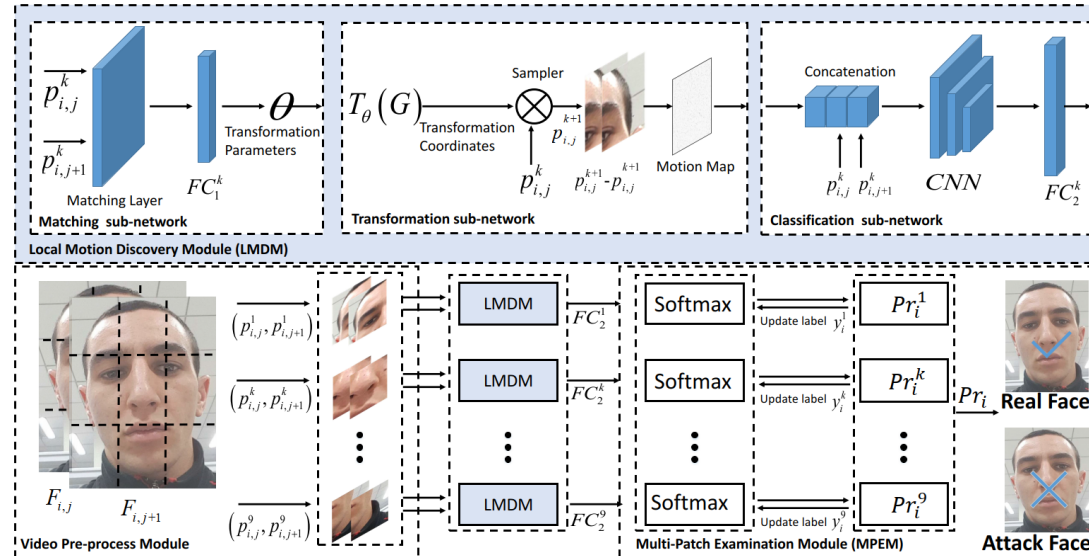 p_{i,j}^{k}
p_{i,j+1}^{k}
Matching Layer
FC_1^k
θ
Transformation
Parameters
Matching sub-network
T_θ(G)
Transformation
Coordinates
Sampler
p_{i,j}^{k}
p_{i,j}^{k+1}
p_{i,j}^{k+1}-p_{i,j}^{k+1}
Motion Map
Transformation sub-network
Concatenation
p_{i,j}^{k}
p_{i,j+1}^{k}
CNN
FC_2^k
Classification sub-network
Local Motion Discovery Module (LMDM)
F_{i,j}
F_{i,j+1}
(p_{i,j}^1, p_{i,j+1}^1)
(p_{i,j}^k, p_{i,j+1}^k)
(p_{i,j}^9, p_{i,j+1}^9)
Video Pre-process Module
LMDM
LMDM
LMDM
FC_2^1
FC_2^k
FC_2^9
Softmax
Softmax
Softmax
Update label y_i^1
Update label y_i^k
Update label y_i^9
Pr_i^1
Pr_i^k
Pr_i^9
Multi-Patch Examination Module (MPEM)
Pr_i
Real Face
Attack Face